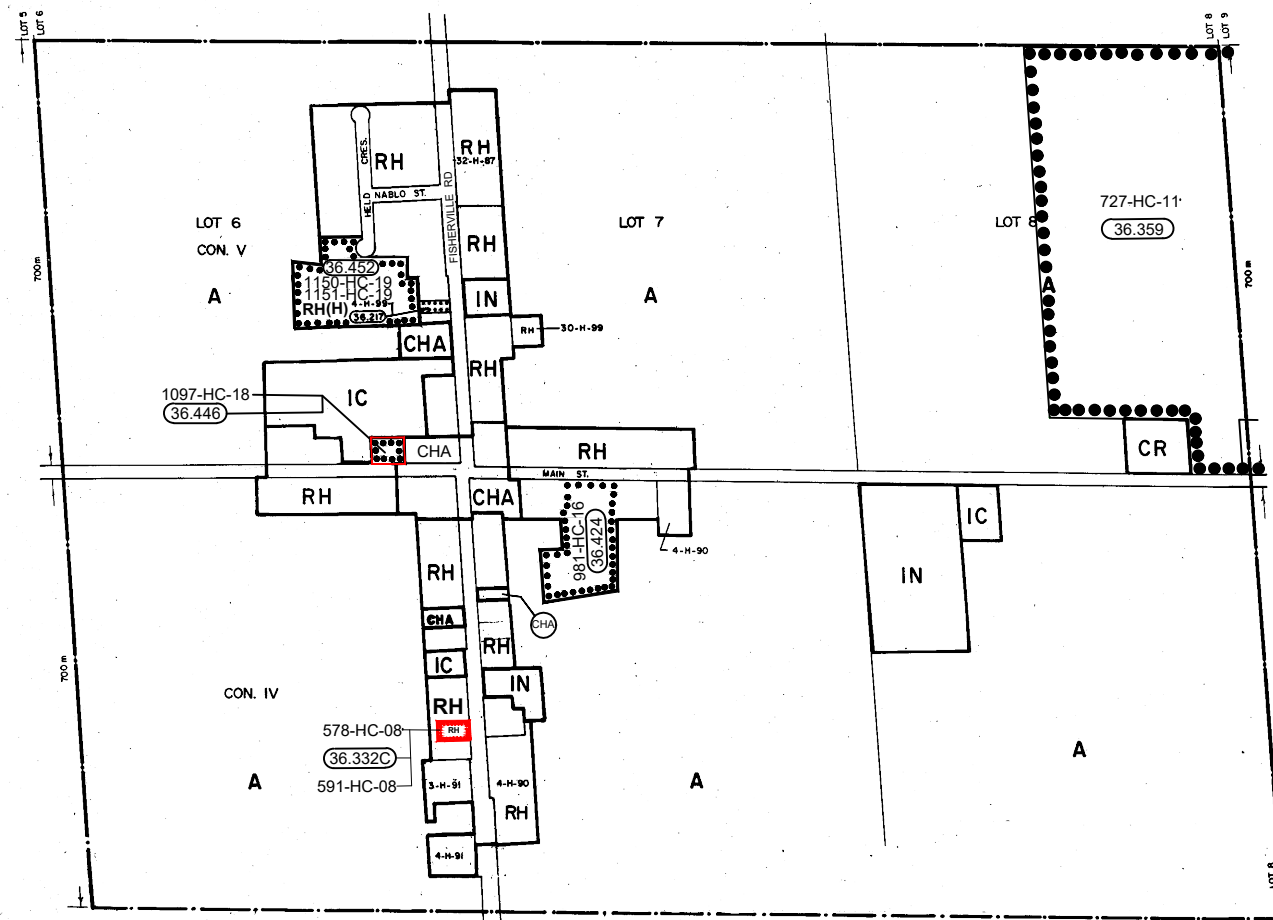 LOT 5
LOT 6
LOT 8
LOT 9
RH
32-H-87
CRES.
RH
HELD
NABLO ST.
FISHERVILLE RD
727-HC-11
36.359
LOT 6
CON. V
LOT 7
LOT 8
RH
700m
700m
A
36.452
1150-HC-19
1151-HC-19
RH(H)
4-H-99
36.217
A
A
IN
CHA
RH
30-H-99
RH
IC
1097-HC-18
36.446
CHA
RH
CR
MAIN ST.
RH
CHA
981-HC-16
36.424
4-H-90
IC
IN
RH
CHA
CHA
RH
IC
IN
700m
CON. IV
RH
578-HC-08
RH
36.332C
591-HC-08
A
3-H-91
4-H-90
RH
A
A
4-H-91
LOT 8